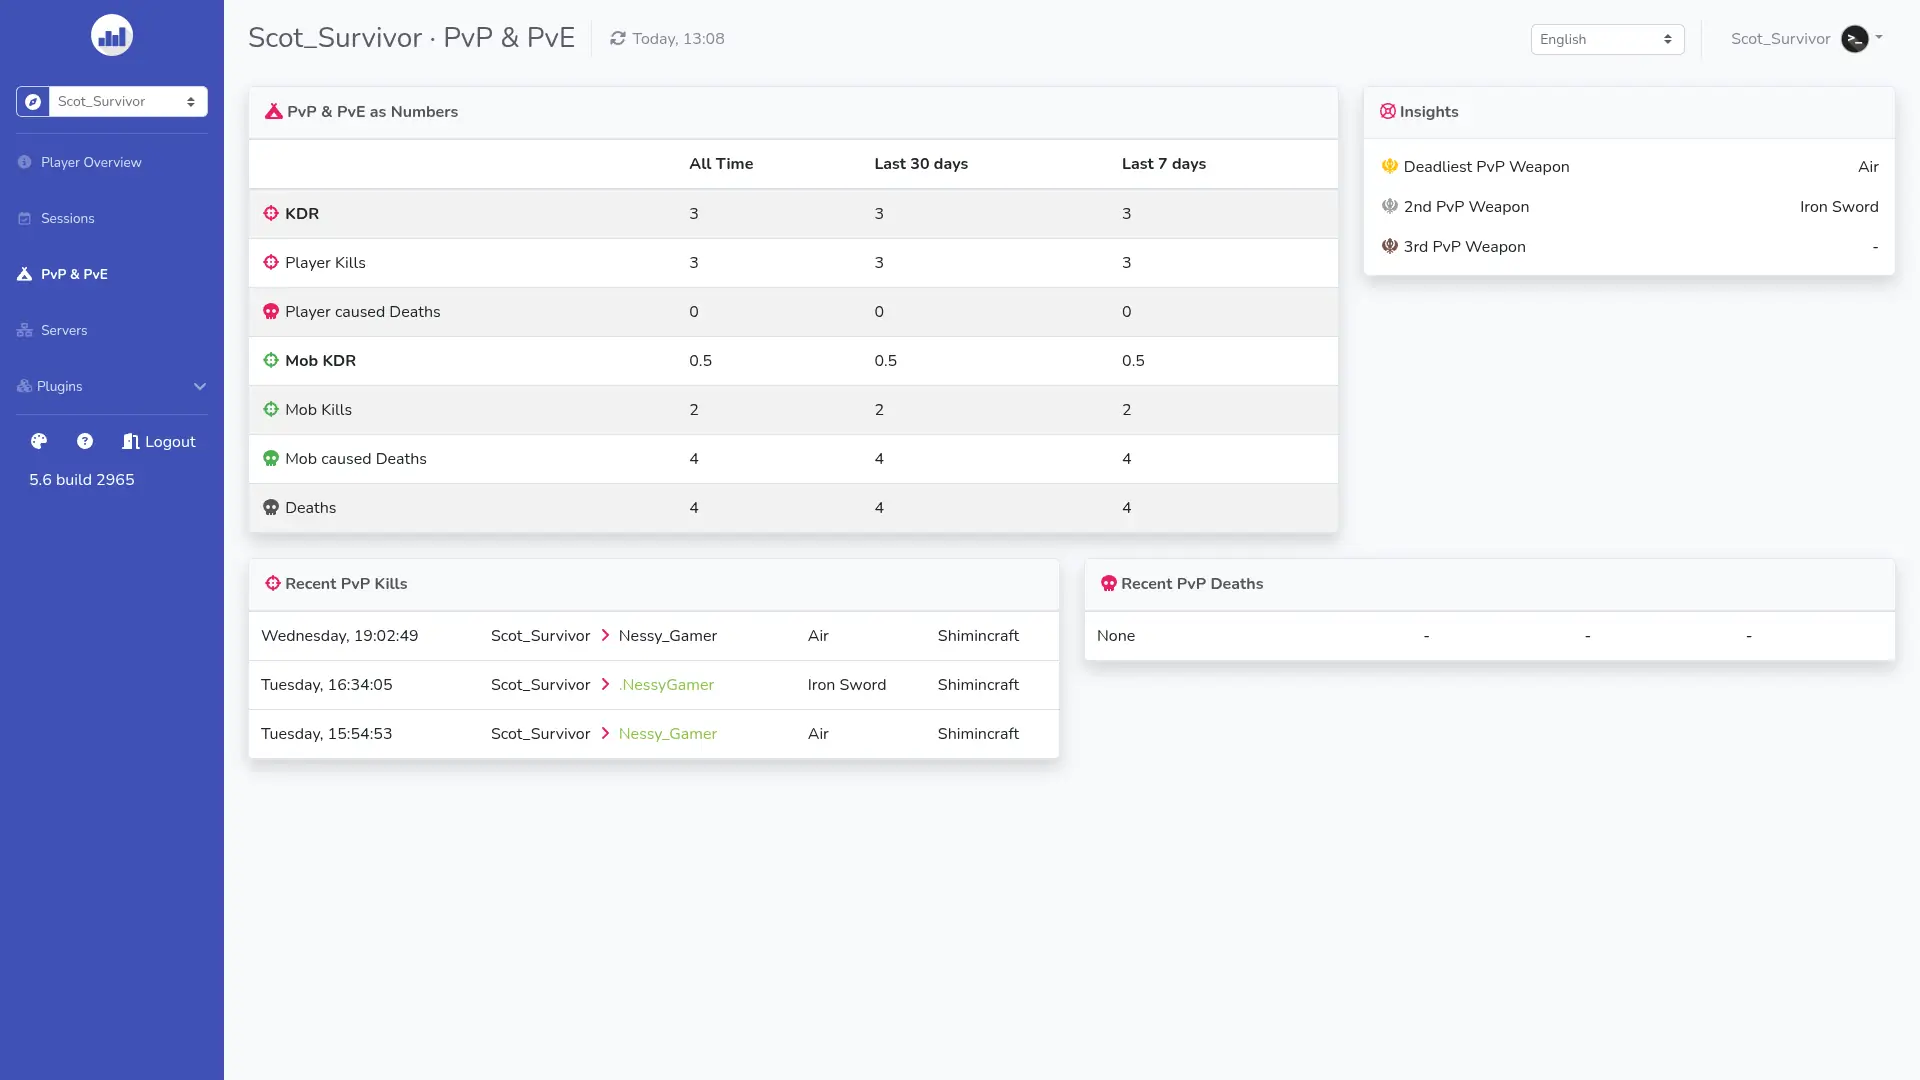 Scot_Survivor · PvP & PvE
Today, 13:08
English
Scot_Survivor
Scot_Survivor
Player Overview
Sessions
PvP & PvE
Servers
Plugins
Logout
5.6 build 2965
PvP & PvE as Numbers
All Time Last 30 days Last 7 days
KDR 3 3 3
Player Kills 3 3 3
Player caused Deaths 0 0 0
Mob KDR 0.5 0.5 0.5
Mob Kills 2 2 2
Mob caused Deaths 4 4 4
Deaths 4 4 4
Insights
Deadliest PvP Weapon Air
2nd PvP Weapon Iron Sword
3rd PvP Weapon -
Recent PvP Kills
Wednesday, 19:02:49 Scot_Survivor Nessy_Gamer Air Shimincraft
Tuesday, 16:34:05 Scot_Survivor .NessyGamer Iron Sword Shimincraft
Tuesday, 15:54:53 Scot_Survivor Nessy_Gamer Air Shimincraft
Recent PvP Deaths
None - - -